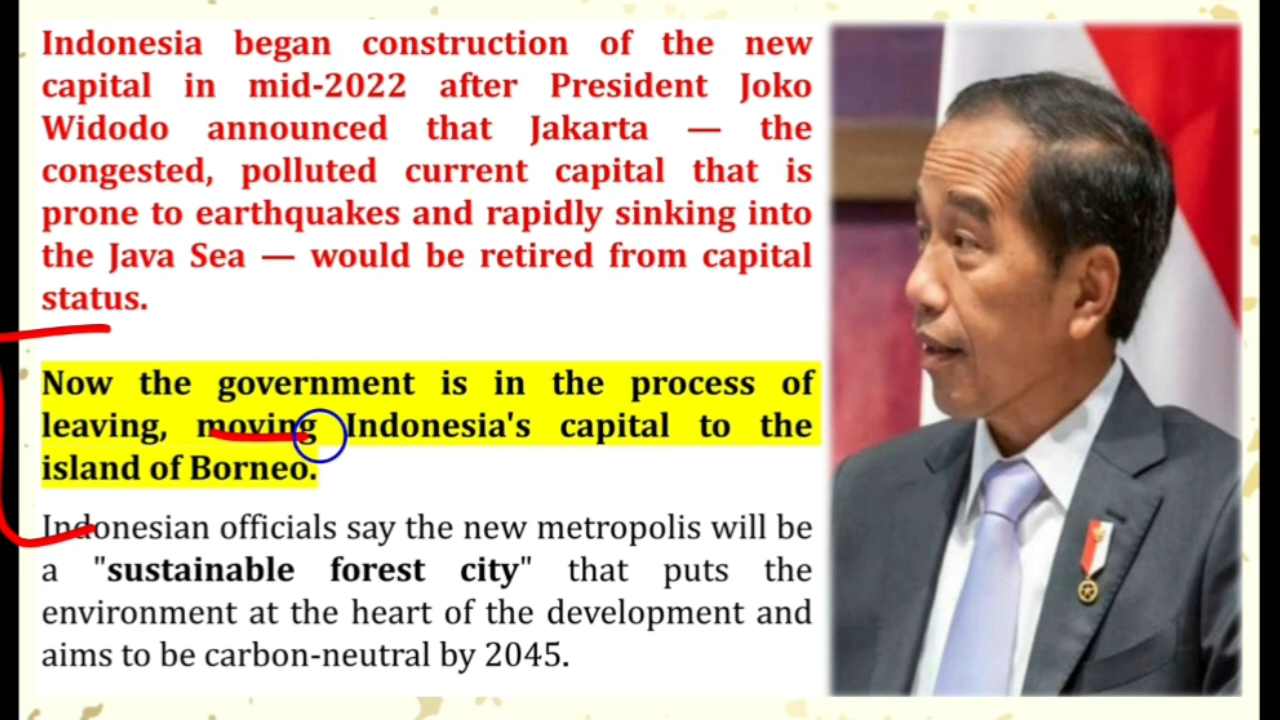 Indonesia began construction of the new
capital in mid-2022 after President Joko
Widodo announced that Jakarta — the
congested, polluted current capital that is
prone to earthquakes and rapidly sinking into
the Java Sea — would be retired from capital
status.
Now the government is in the process of
leaving, moving Indonesia's capital to the
island of Borneo.
Indonesian officials say the new metropolis will be
a "sustainable forest city" that puts the
environment at the heart of the development and
aims to be carbon-neutral by 2045.